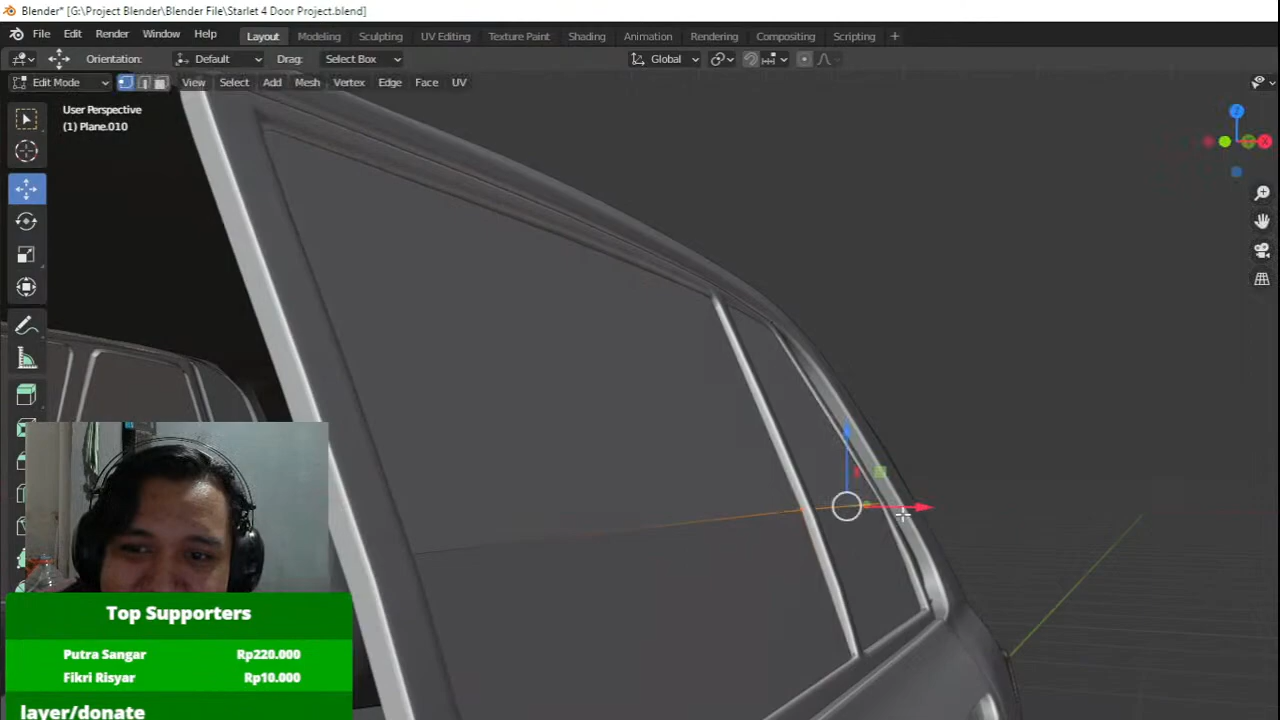 Blender* [G:\Project Blender\Blender File\Starlet 4 Door Project.blend]
File Edit Render Window Help Layout Modeling Sculpting UV Editing Texture Paint Shading Animation Rendering Compositing Scripting +
Orientation: Default Drag: Select Box Global
Edit Mode View Select Add Mesh Vertex Edge Face UV
User Perspective
(1) Plane.010
Z
X
Top Supporters
Putra Sangar Rp220.000
Fikri Risyar Rp10.000
layer/donate